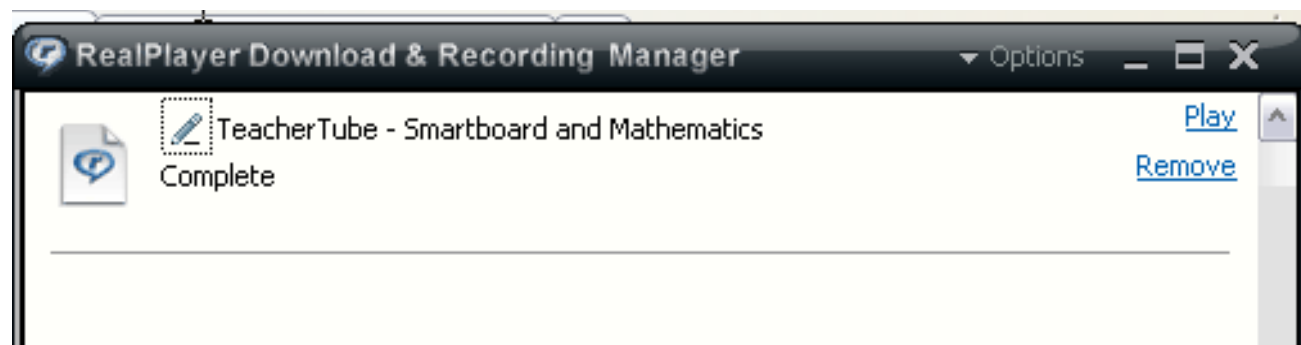 RealPlayer Download & Recording Manager Options
TeacherTube - Smartboard and Mathematics Play
Complete Remove